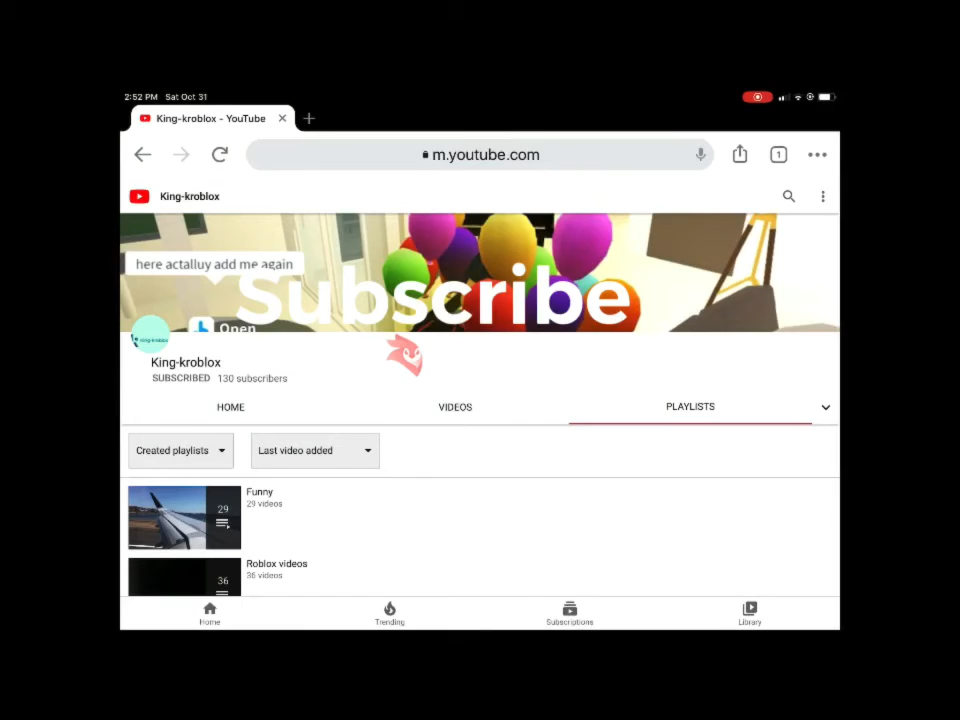 2:52 PM Sat Oct 31
King-kroblox - YouTube
m.youtube.com
1
King-kroblox
here actalluy add me again
Subscribe
Open
King-kroblox
King-kroblox
SUBSCRIBED 130 subscribers
HOME VIDEOS PLAYLISTS
Created playlists Last video added
Funny
29 videos
29
Roblox videos
36 videos
36
Home Trending Subscriptions Library